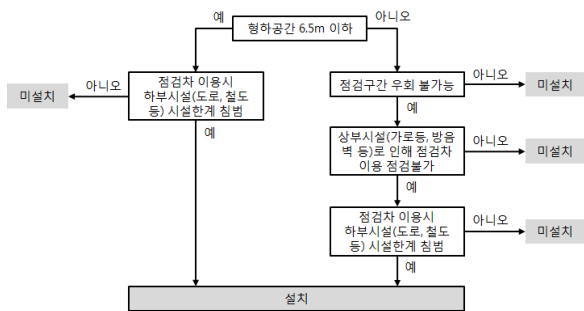 형하공간 6.5m 이하
예
아니오
점검차 이용시
하부시설(도로, 철도
등) 시설한계 침범
아니오
미설치
예
점검구간 우회 불가능
아니오
미설치
예
상부시설(가로등, 방음
벽 등)로 인해 점검차
이용 점검불가
아니오
미설치
예
점검차 이용시
하부시설(도로, 철도
등) 시설한계 침범
아니오
미설치
예
설치